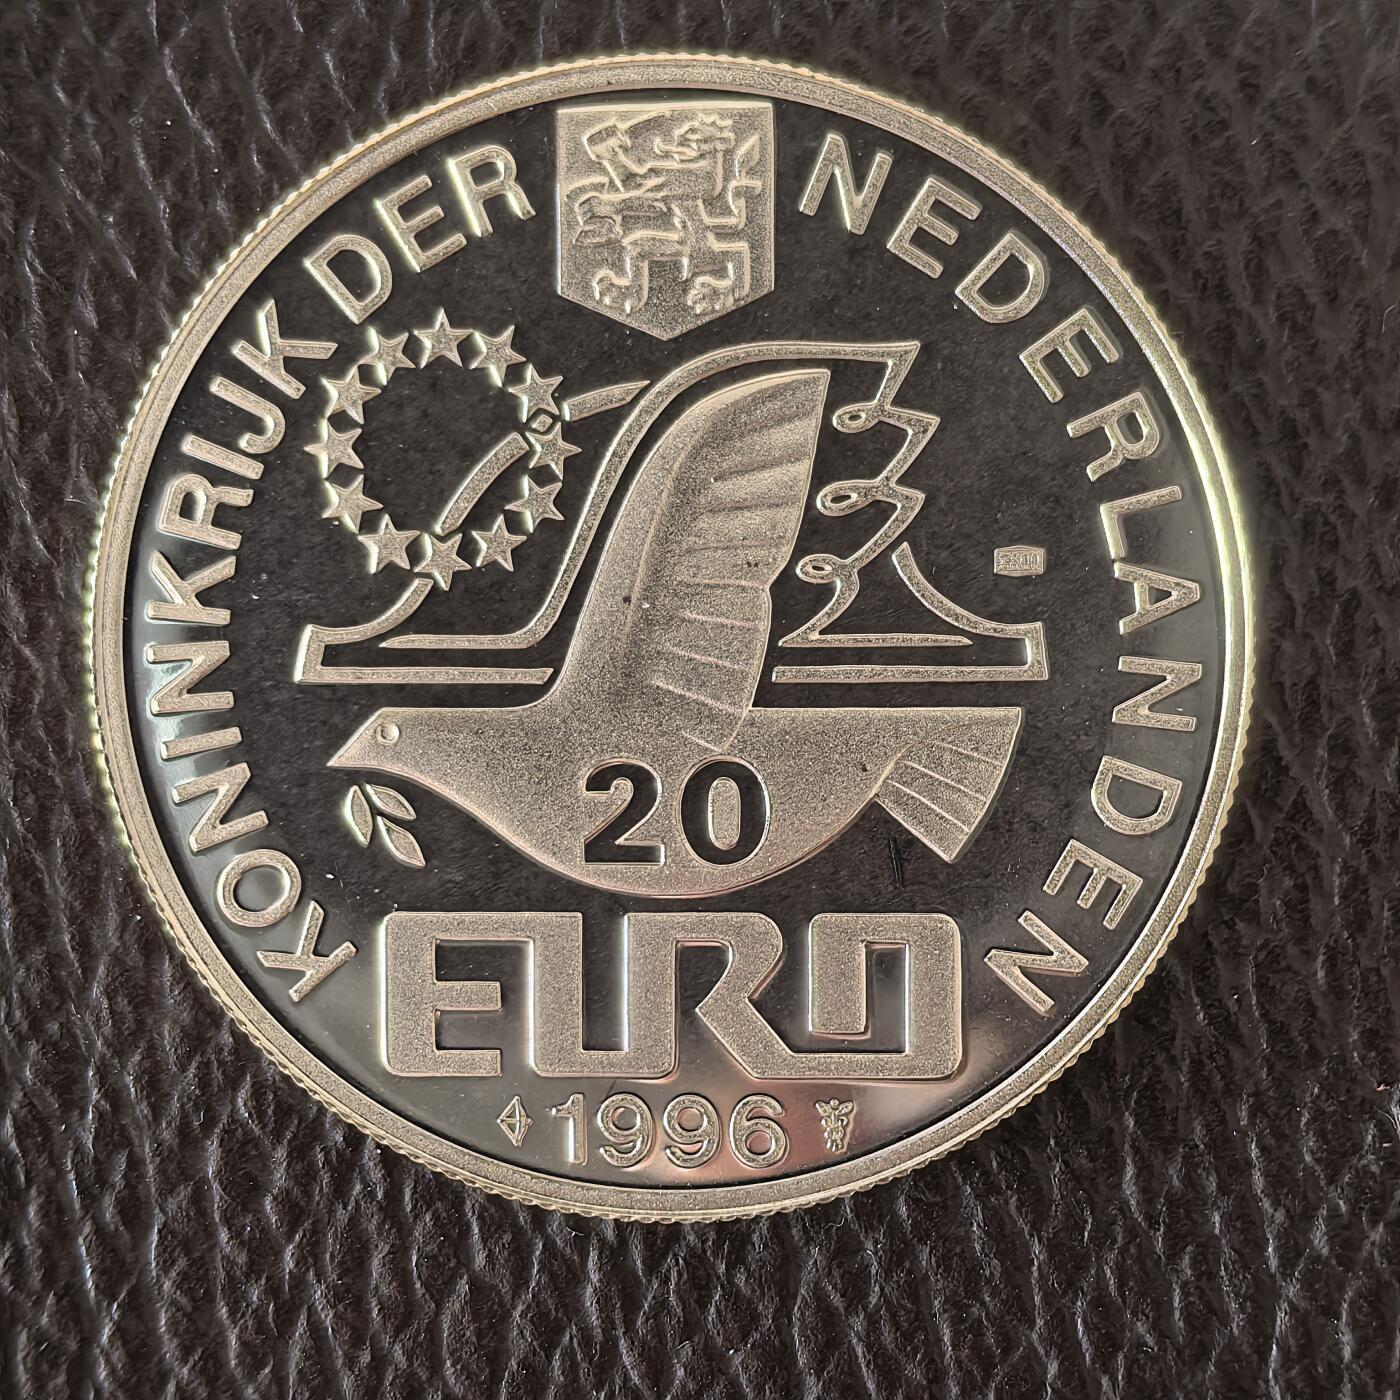 KONINKRIJK DER NEDERLANDEN
20
EURO
1996